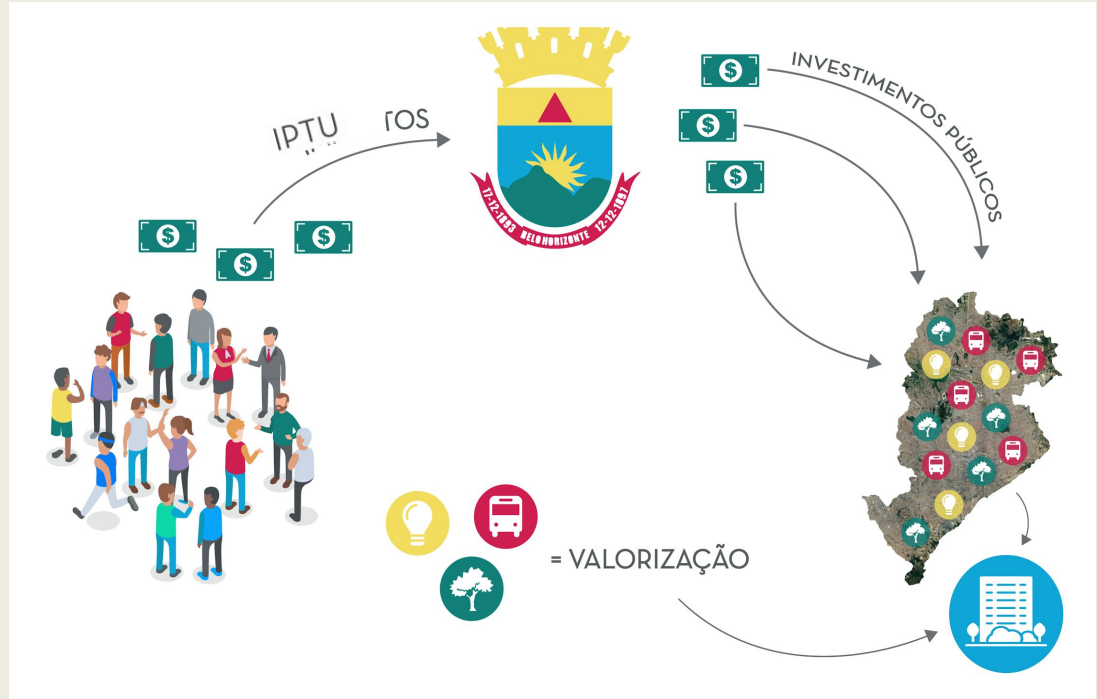 IPTU TOS
INVESTIMENTOS PÚBLICOS
17-12-1893 BELO HORIZONTE 12-12-1897
= VALORIZAÇÃO